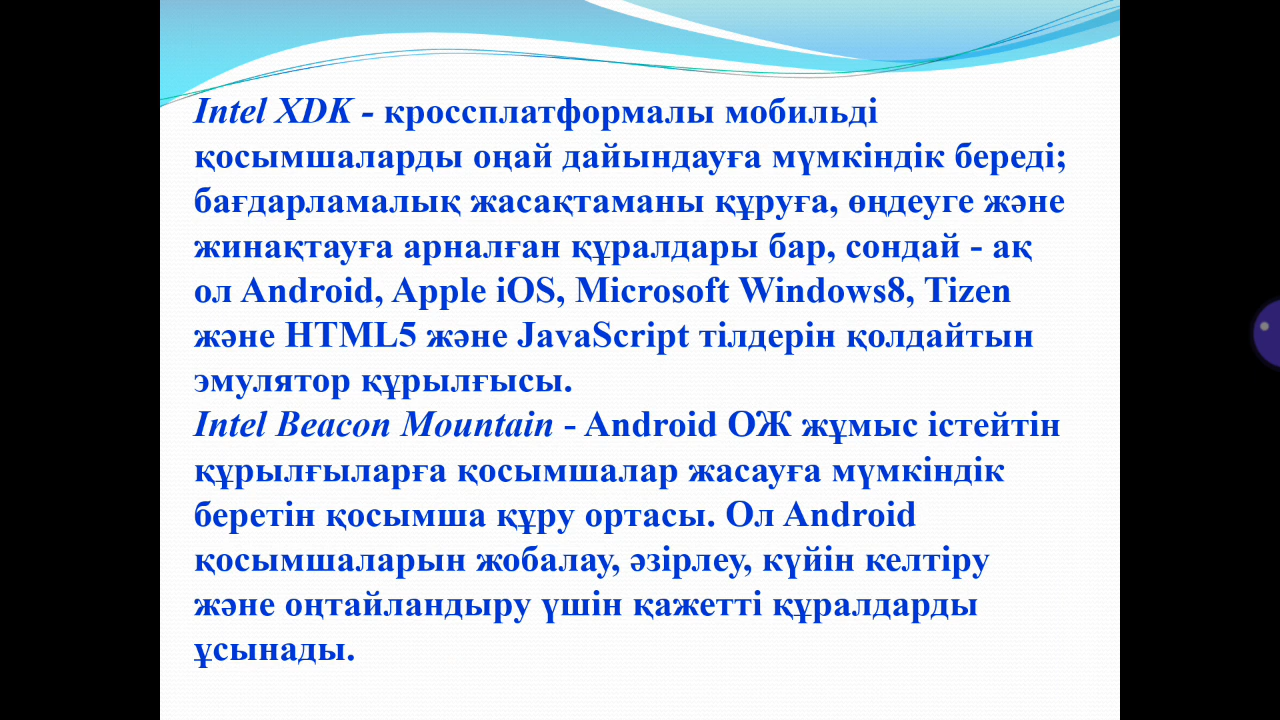 Intel XDK - кроссплатформалы мобильді
қосымшаларды оңай дайындауға мүмкіндік береді;
бағдарламалық жасақтаманы құруға, өңдеуге және
жинақтауға арналған құралдары бар, сондай - ақ
ол Android, Apple iOS, Microsoft Windows8, Tizen
және HTML5 және JavaScript тілдерін қолдайтын
эмулятор құрылғысы.
Intel Beacon Mountain - Android ОЖ жұмыс істейтін
құрылғыларға қосымшалар жасауға мүмкіндік
беретін қосымша құру ортасы. Ол Android
қосымшаларын жобалау, әзірлеу, күйін келтіру
және оңтайландыру үшін қажетті құралдарды
ұсынады.